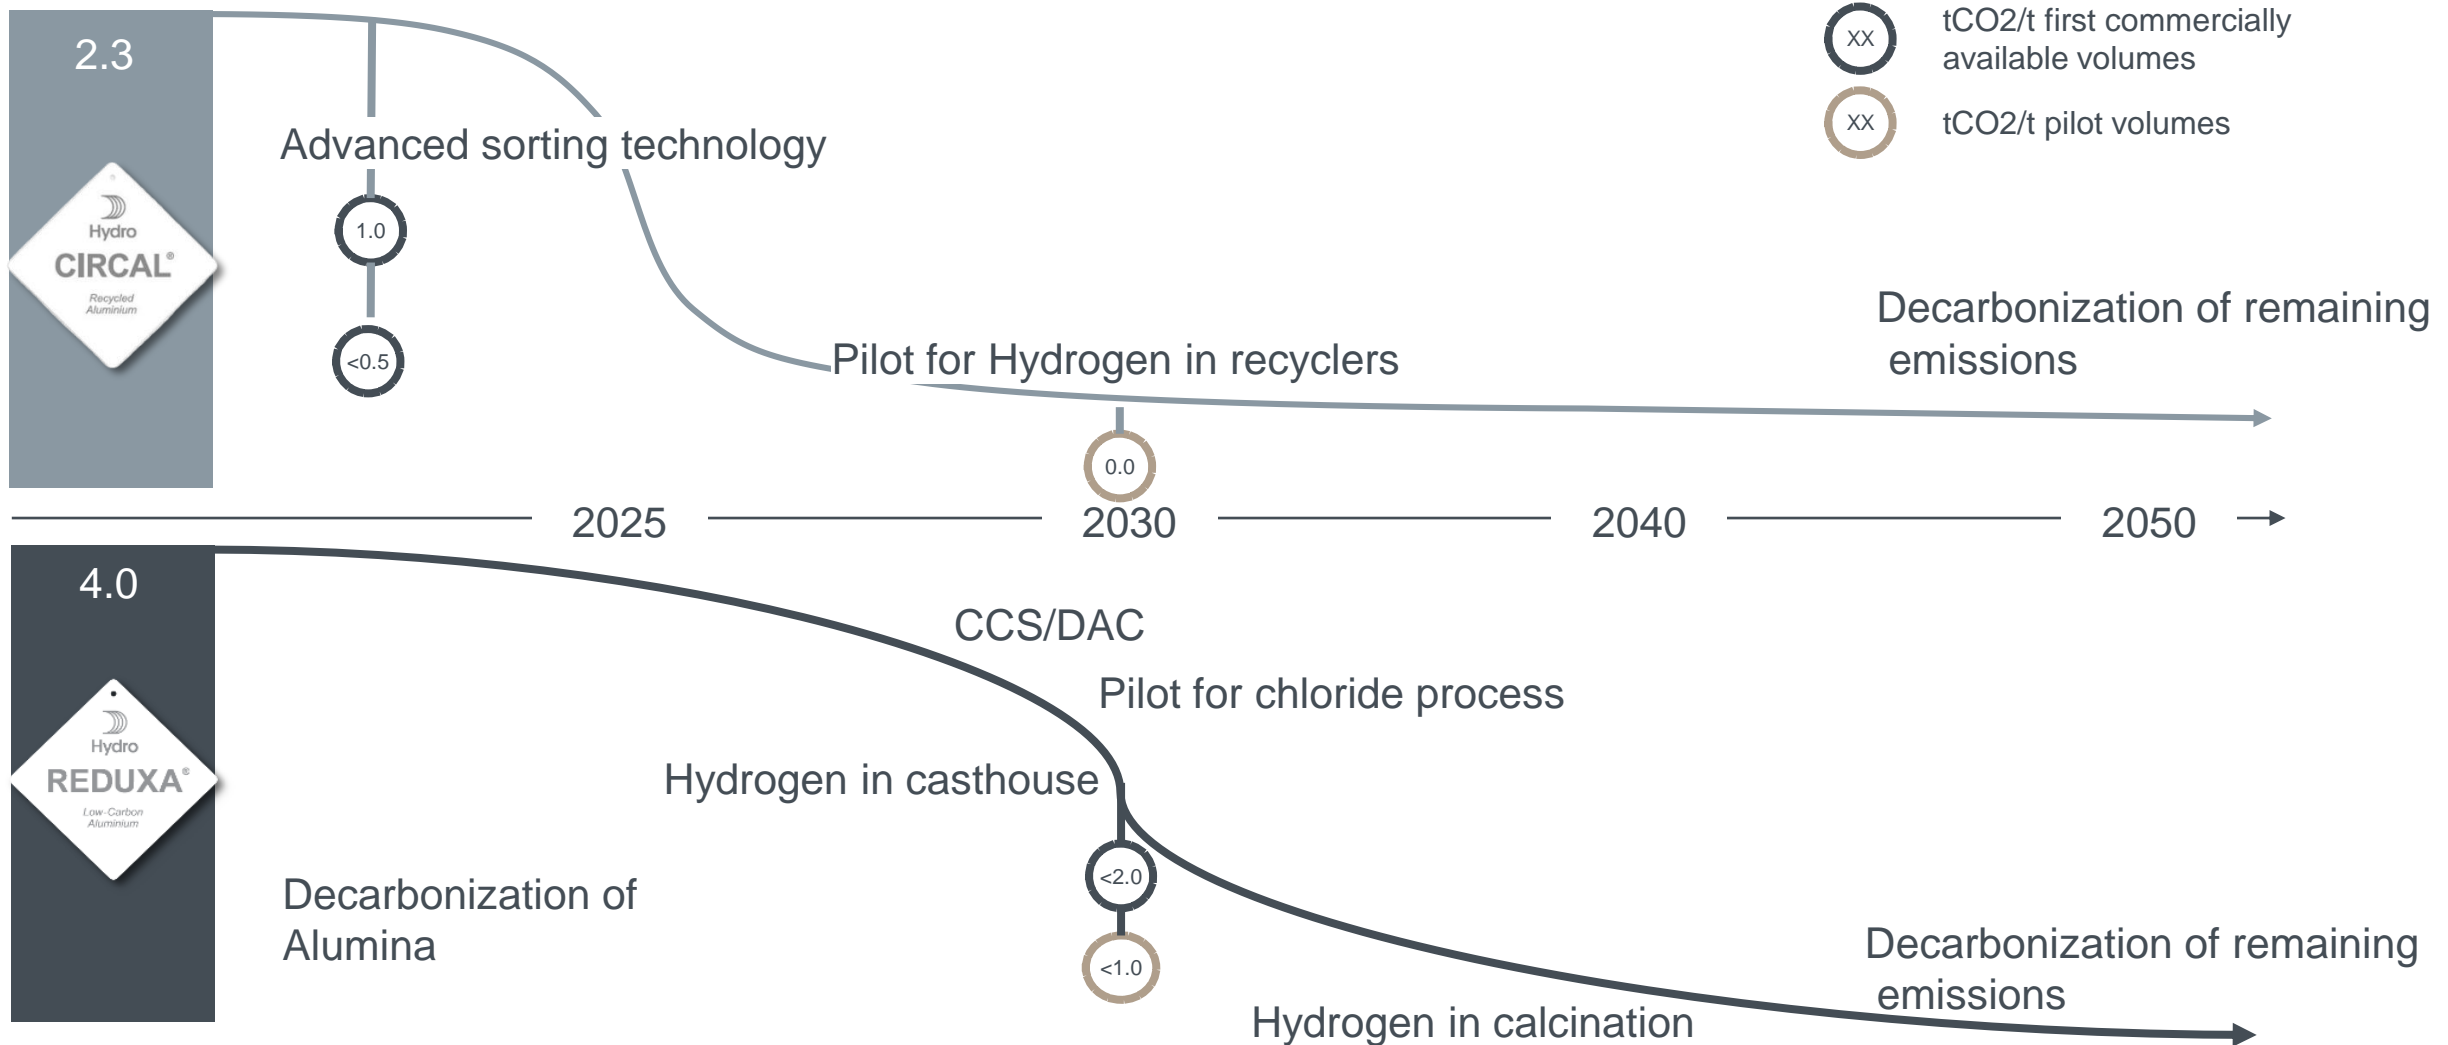 2.3
Hydro
CIRCAL®
Recycled
Aluminium
XX
tCO2/t first commercially
available volumes
XX
tCO2/t pilot volumes
Advanced sorting technology
1.0
<0.5
Pilot for Hydrogen in recyclers
0.0
Decarbonization of remaining
emissions
2025
2030
2040
2050
4.0
Hydro
REDUXA®
Low-Carbon
Aluminium
CCS/DAC
Pilot for chloride process
Hydrogen in casthouse
<2.0
<1.0
Decarbonization of
Alumina
Decarbonization of remaining
emissions
Hydrogen in calcination